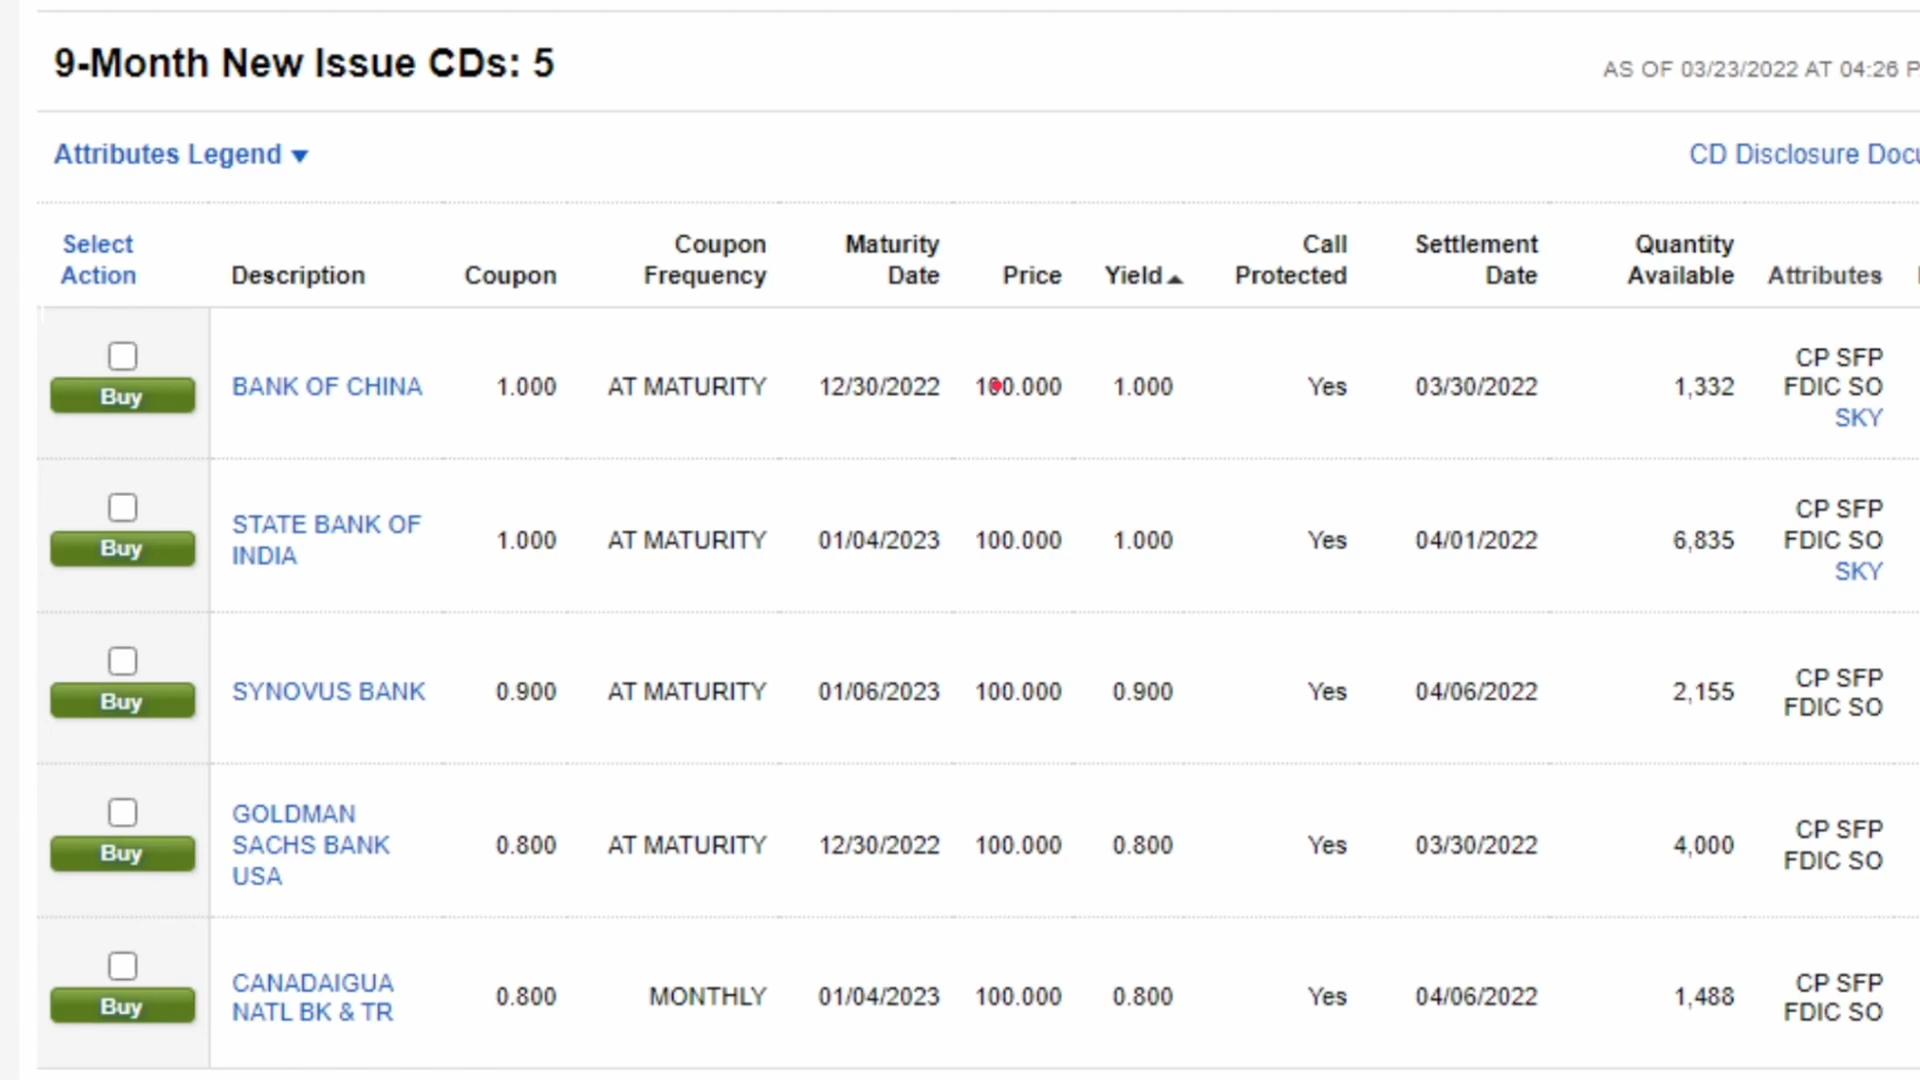 9-Month New Issue CDs: 5
AS OF 03/23/2022 AT 04:26
Attributes Legend
CD Disclosure
Select Action Description Coupon Coupon Frequency Maturity Date Price Yield Call Protected Settlement Date Quantity Available Attributes
Buy BANK OF CHINA 1.000 AT MATURITY 12/30/2022 100.000 1.000 Yes 03/30/2022 1,332 CP SFP FDIC SO SKY
Buy STATE BANK OF INDIA 1.000 AT MATURITY 01/04/2023 100.000 1.000 Yes 04/01/2022 6,835 CP SFP FDIC SO SKY
Buy SYNOVUS BANK 0.900 AT MATURITY 01/06/2023 100.000 0.900 Yes 04/06/2022 2,155 CP SFP FDIC SO
Buy GOLDMAN SACHS BANK USA 0.800 AT MATURITY 12/30/2022 100.000 0.800 Yes 03/30/2022 4,000 CP SFP FDIC SO
Buy CANADAIGUA NATL BK & TR 0.800 MONTHLY 01/04/2023 100.000 0.800 Yes 04/06/2022 1,488 CP SFP FDIC SO